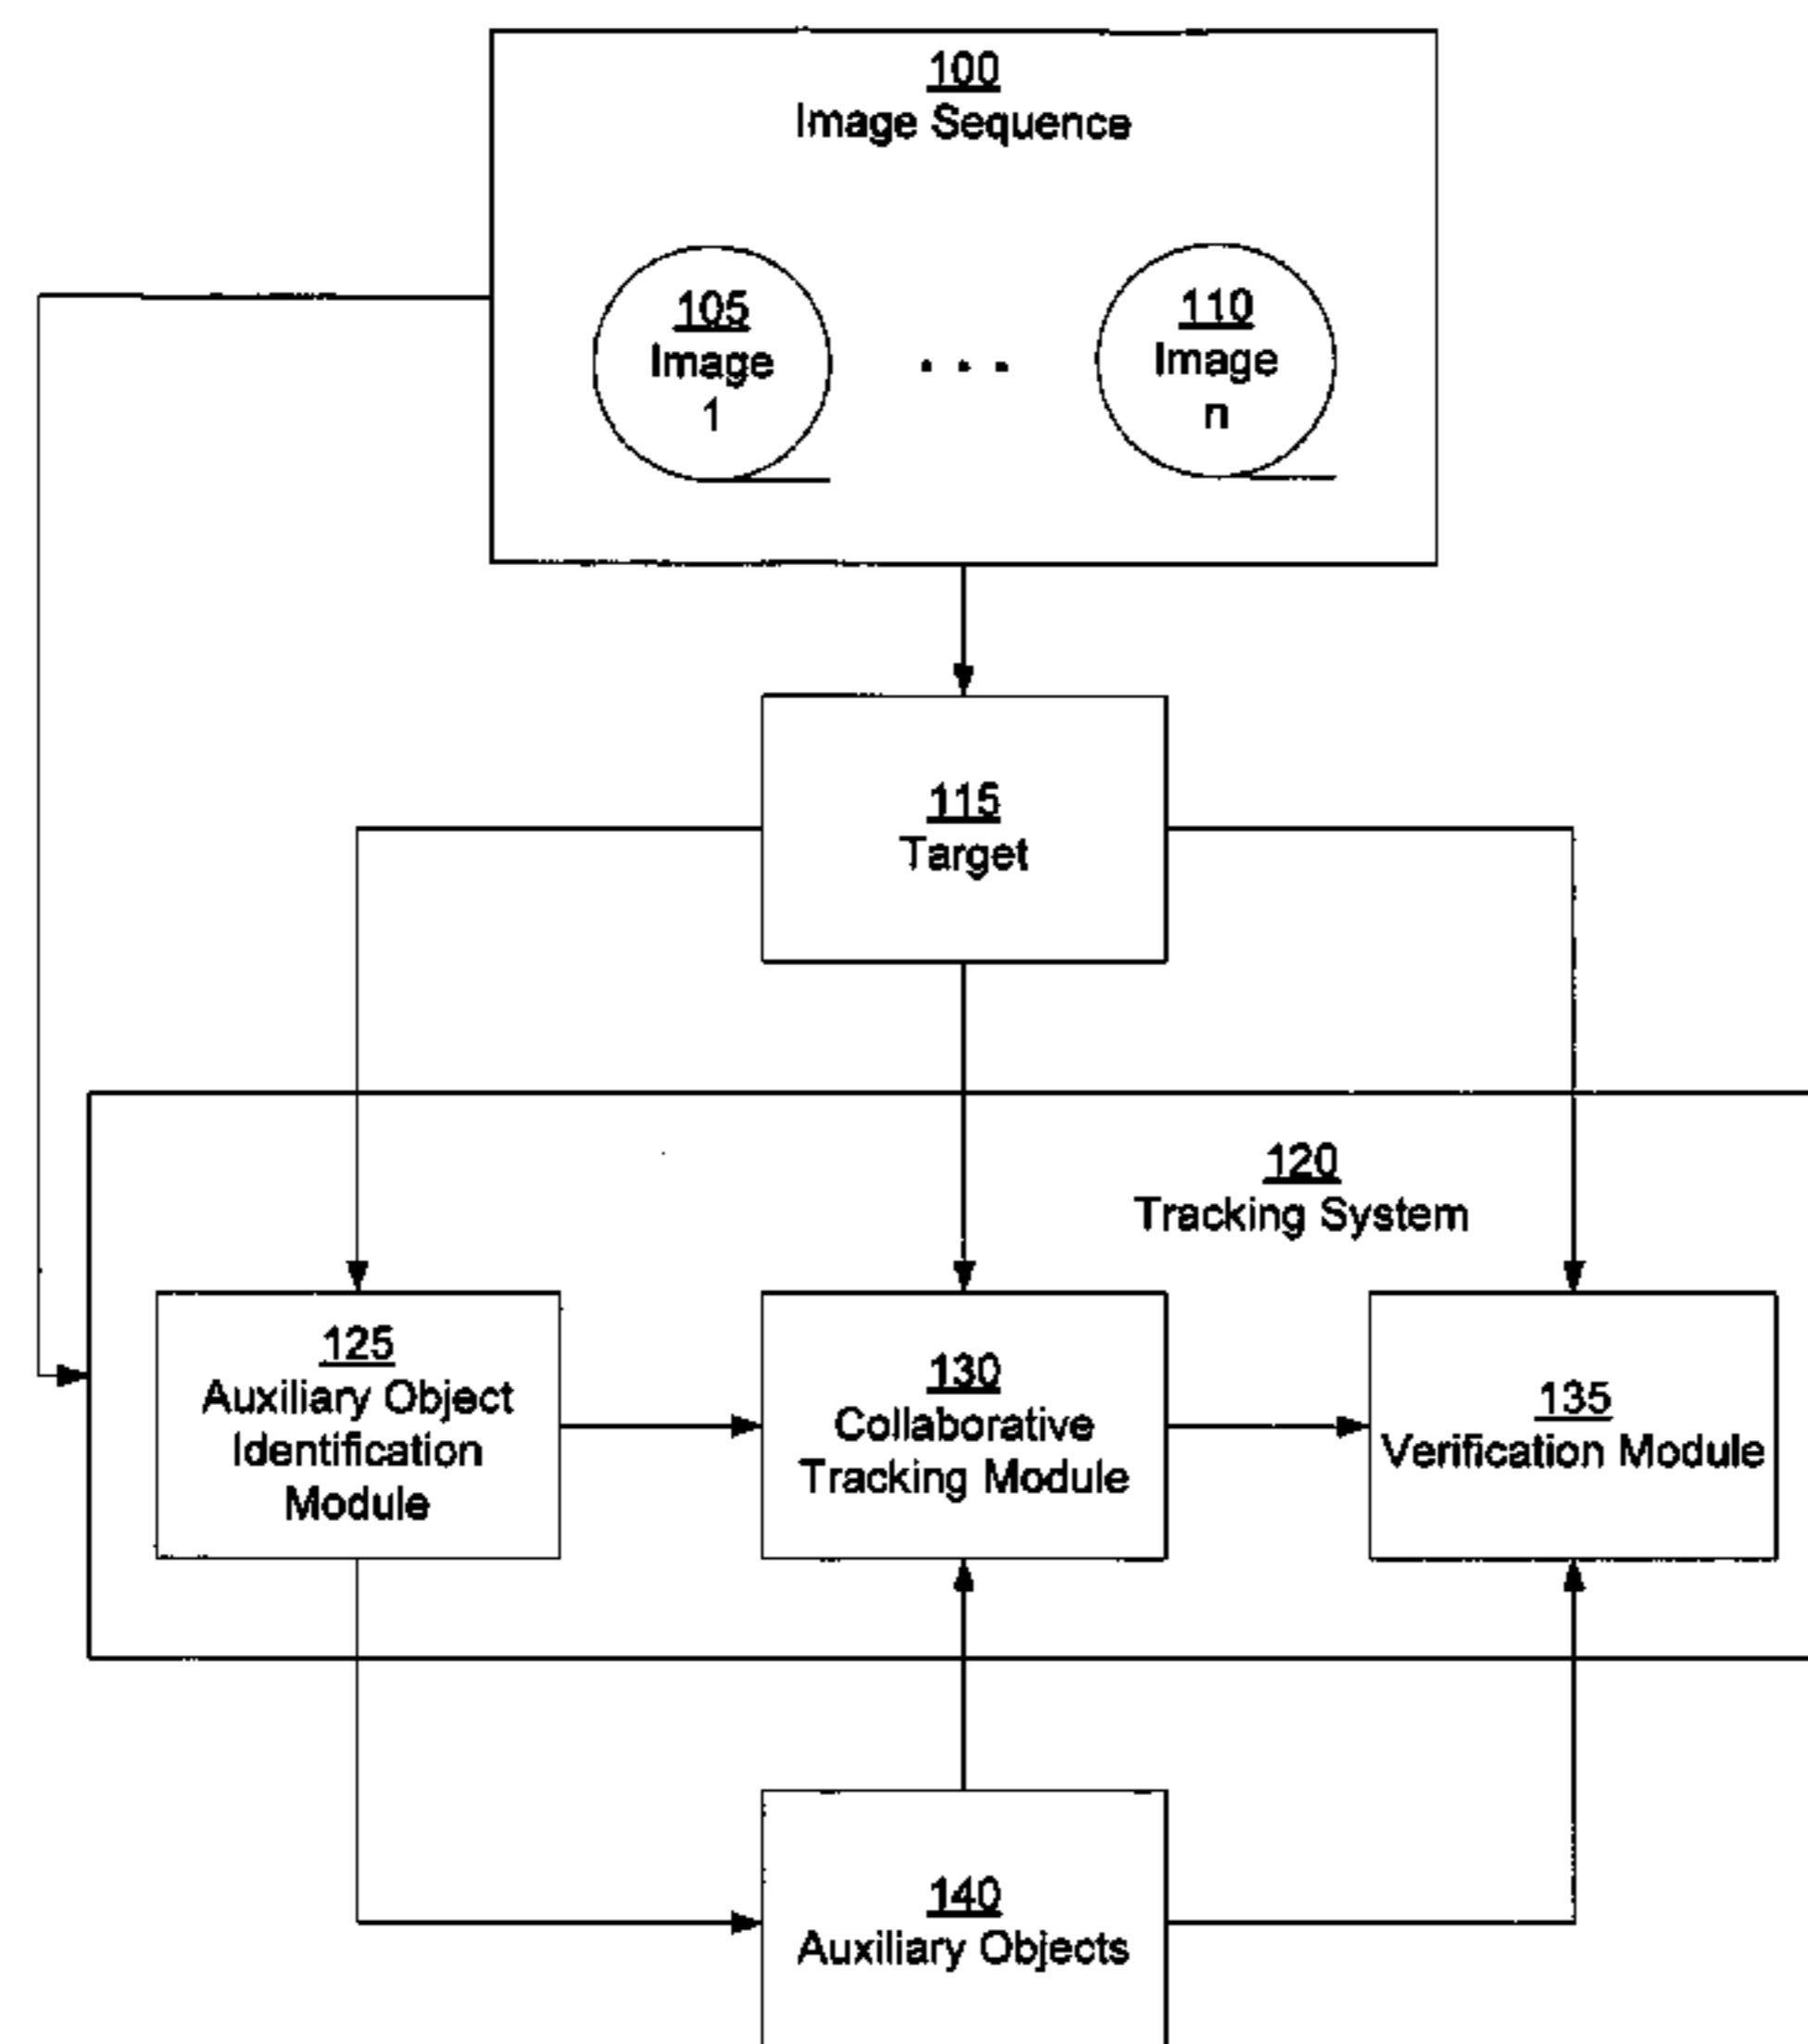 100
Image Sequence
105
Image
1
. . .
110
Image
n
115
Target
120
Tracking System
125
Auxiliary Object
Identification
Module
130
Collaborative
Tracking Module
135
Verification Module
140
Auxiliary Objects